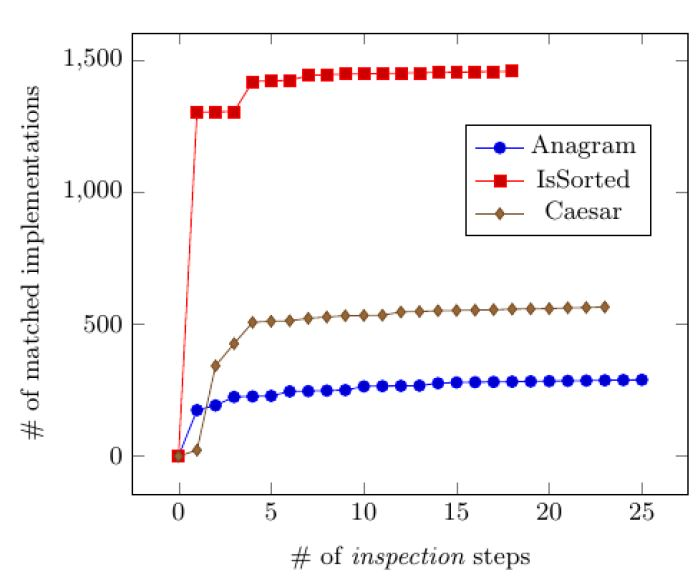 1,500
1,000
500
0
# of matched implementations
Anagram
IsSorted
Caesar
0 5 10 15 20 25
# of inspection steps